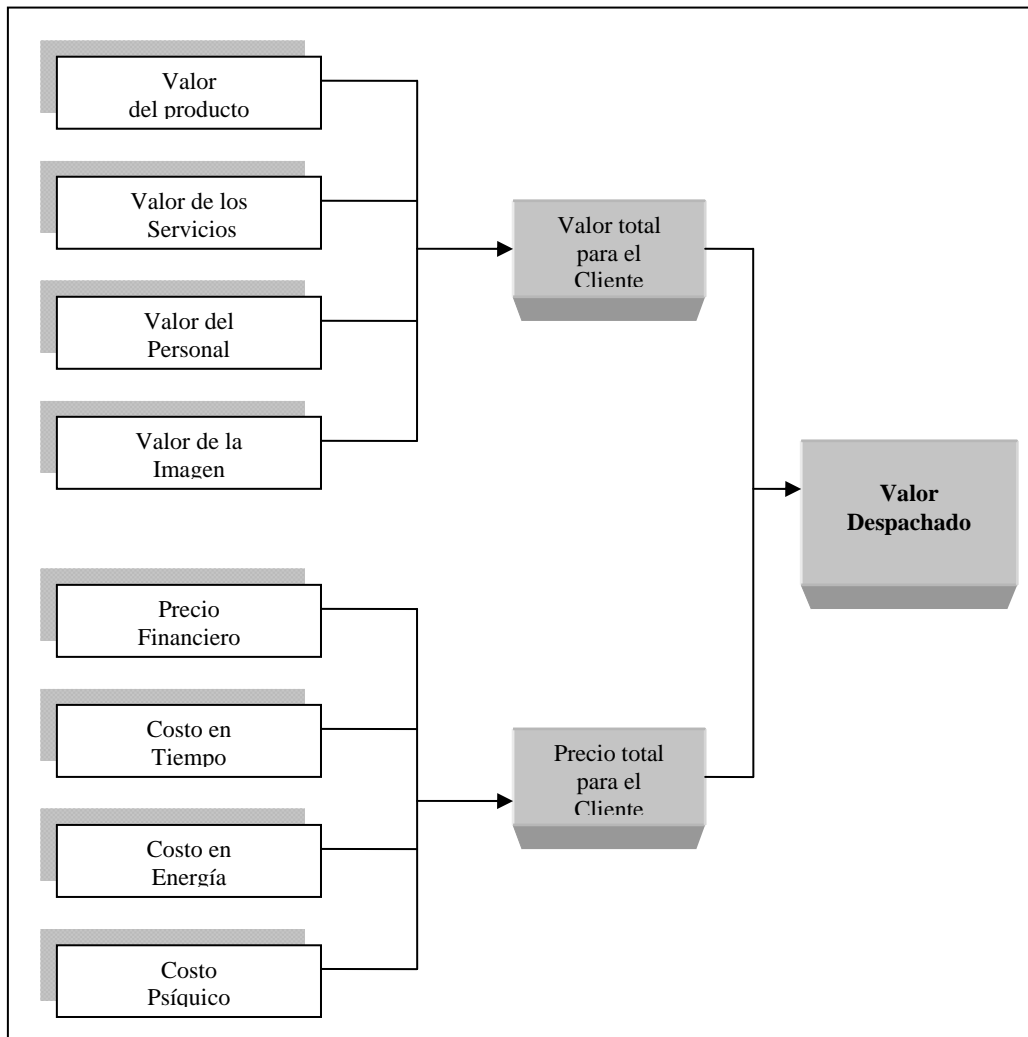 Valor
del producto
Valor de los
Servicios
Valor del
Personal
Valor de la
Imagen
Valor total
para el
Cliente
Precio
Financiero
Costo en
Tiempo
Costo en
Energía
Costo
Psíquico
Precio total
para el
Cliente
Valor
Despachado